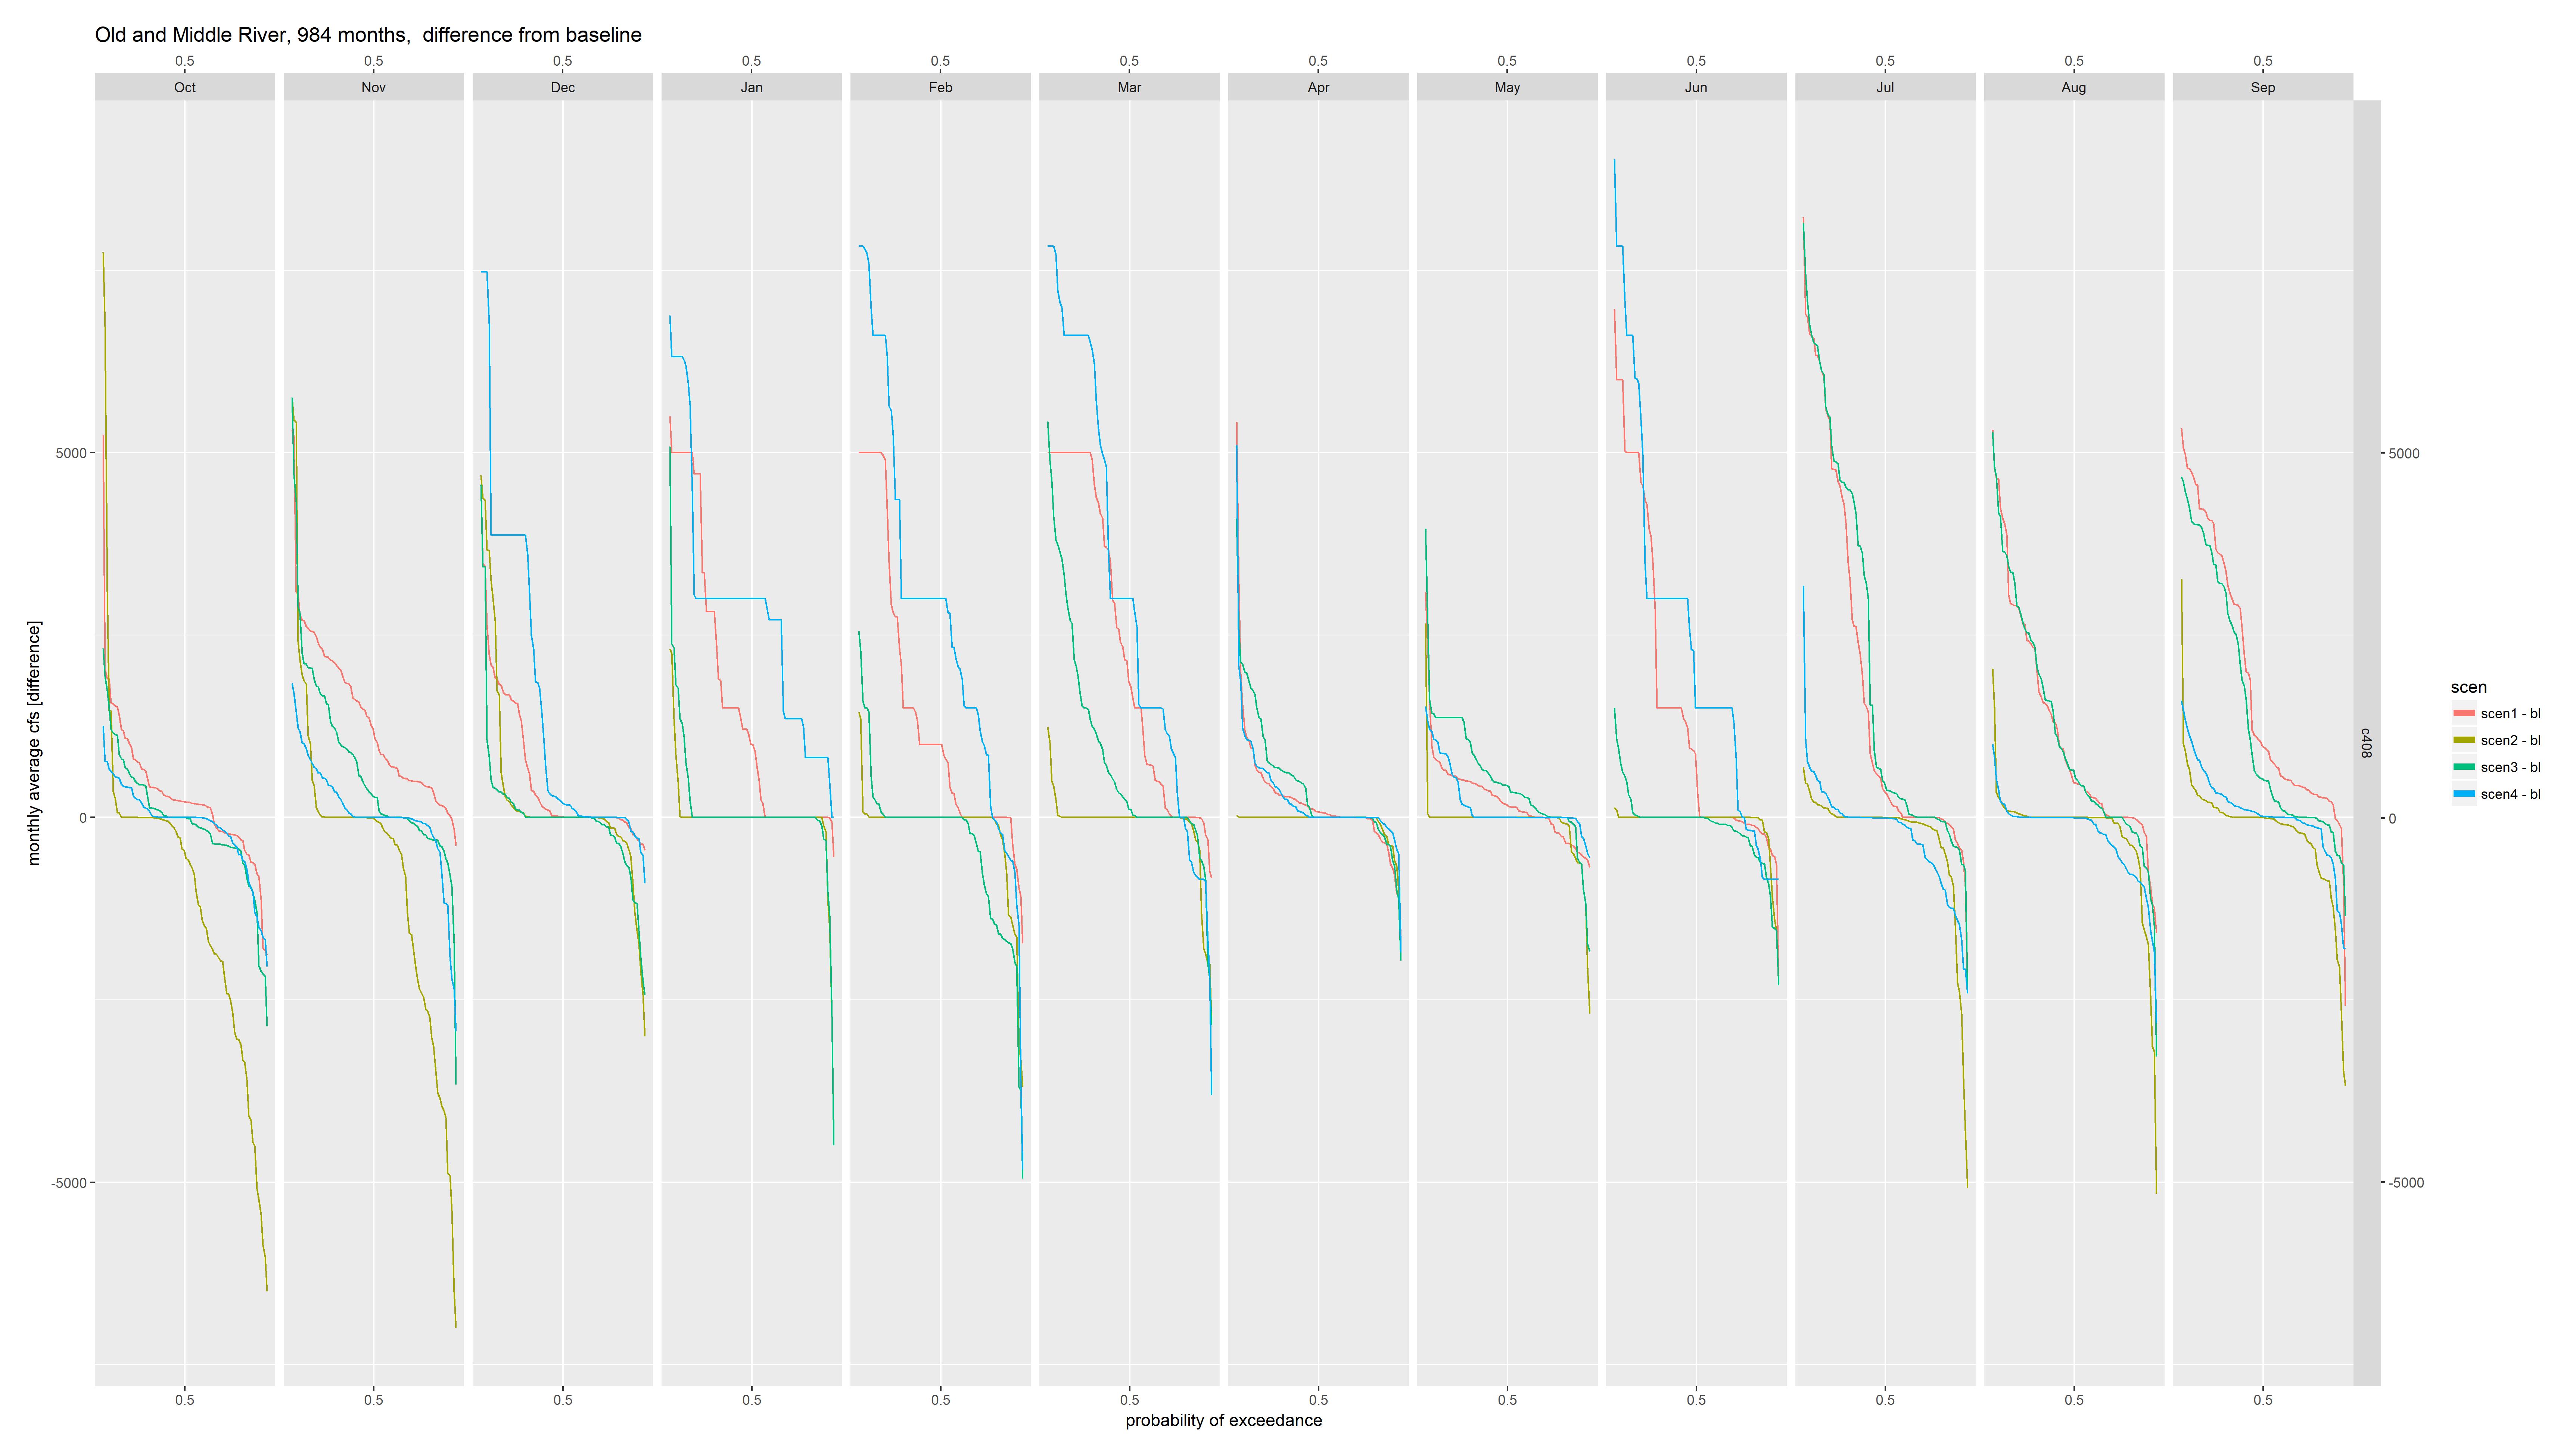 Old and Middle River, 984 months,  difference from baseline
0.5 0.5 0.5 0.5 0.5 0.5 0.5 0.5 0.5 0.5 0.5 0.5
Oct Nov Dec Jan Feb Mar Apr May Jun Jul Aug Sep
5000
0
-5000
monthly average cfs [difference]
5000
0
-5000
c408
scen
scen1 - bl
scen2 - bl
scen3 - bl
scen4 - bl
0.5 0.5 0.5 0.5 0.5 0.5 0.5 0.5 0.5 0.5 0.5 0.5
probability of exceedance